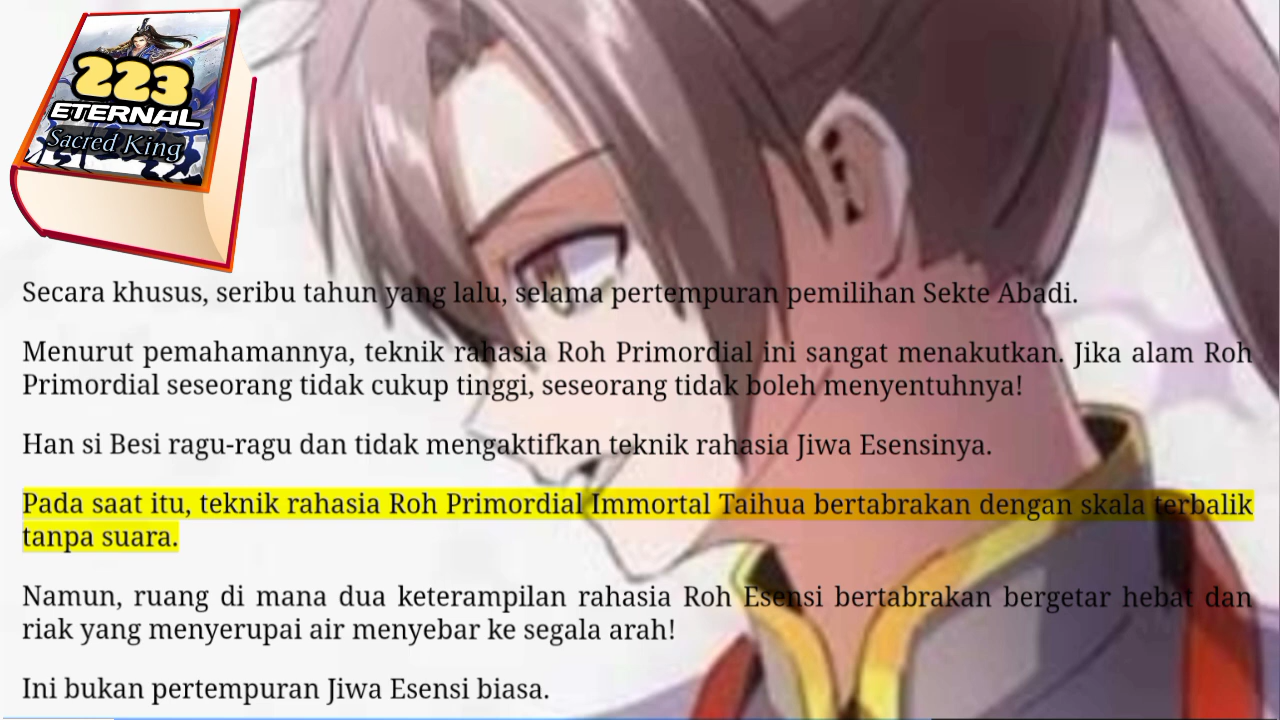 223
ETERNAL
Sacred King
Secara khusus, seribu tahun yang lalu, selama pertempuran pemilihan Sekte Abadi.
Menurut pemahamannya, teknik rahasia Roh Primordial ini sangat menakutkan. Jika alam Roh
Primordial seseorang tidak cukup tinggi, seseorang tidak boleh menyentuhnya!
Han si Besi ragu-ragu dan tidak mengaktifkan teknik rahasia Jiwa Esensinya.
Pada saat itu, teknik rahasia Roh Primordial Immortal Taihua bertabrakan dengan skala terbalik
tanpa suara.
Namun, ruang di mana dua keterampilan rahasia Roh Esensi bertabrakan bergetar hebat dan
riak yang menyerupai air menyebar ke segala arah!
Ini bukan pertempuran Jiwa Esensi biasa.